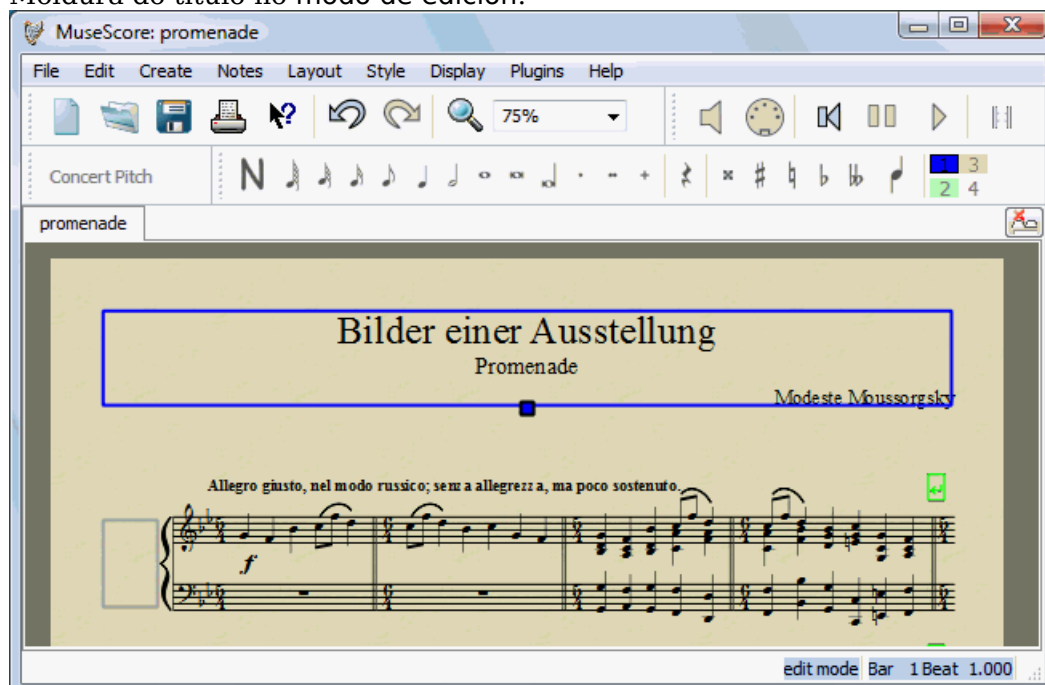 Moldura do título no modo de edición.
MuseScore: promenade
File Edit Create Notes Layout Style Display Plugins Help
75%
Concert Pitch
1 3
2 4
promenade
Bilder einer Ausstellung
Promenade
Modeste Moussorgsky
Allegro giusto, nel modo russico; senza allegrezza, ma poco sostenuto.
f
edit mode Bar 1 Beat 1.000